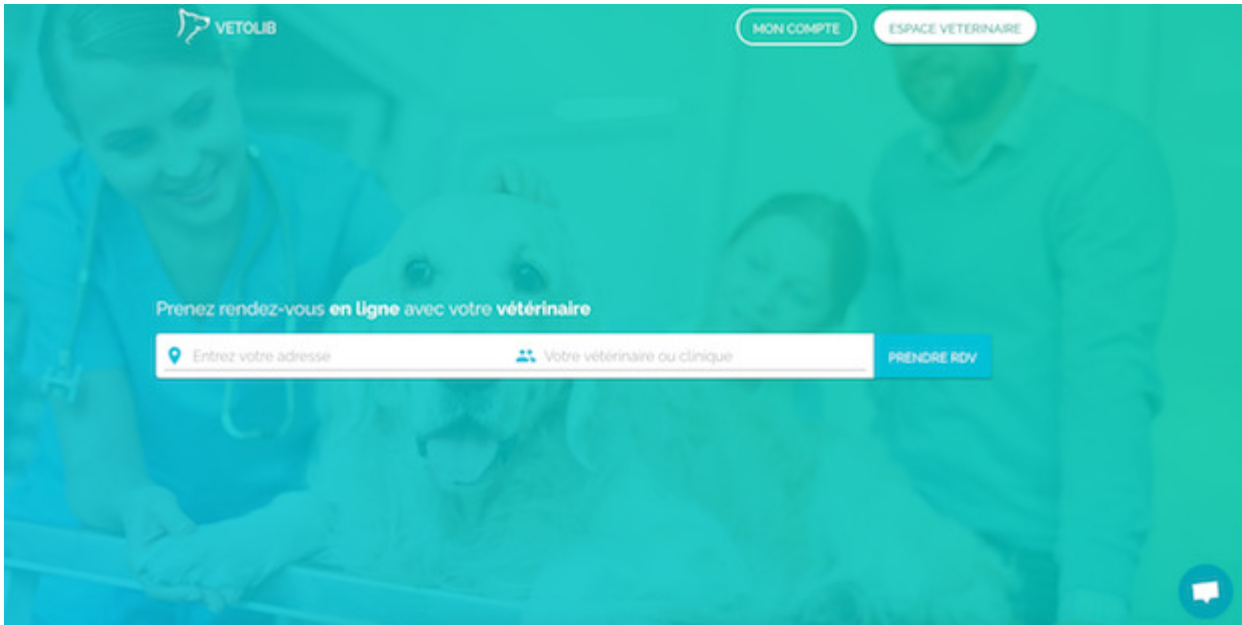 VETOLIB
MON COMPTE
ESPACE VETERINAIRE
Prenez rendez-vous en ligne avec votre vétérinaire
Entrez votre adresse
Votre vétérinaire ou clinique
PRENDRE RDV